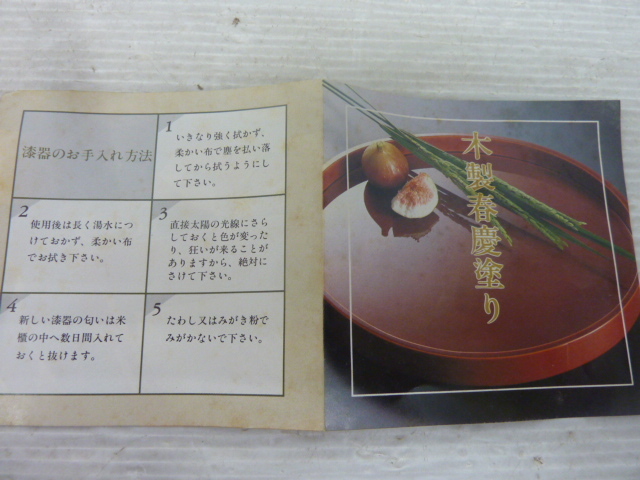 漆器のお手入れ方法
1
いきなり強く拭かず、
柔かい布で塵を払い落
してから拭うようにし
て下さい。
2
使用後は長く湯水につ
けておかず、柔かい布
でお拭き下さい。
3
直接太陽の光線にさら
しておくと色が変った
り、狂いが来ることが
ありますから、絶対に
さけて下さい。
4
新しい漆器の匂いは米
櫃の中へ数日間入れて
おくと抜けます。
5
たわし又はみがき粉で
みがかないで下さい。
木製春慶塗り